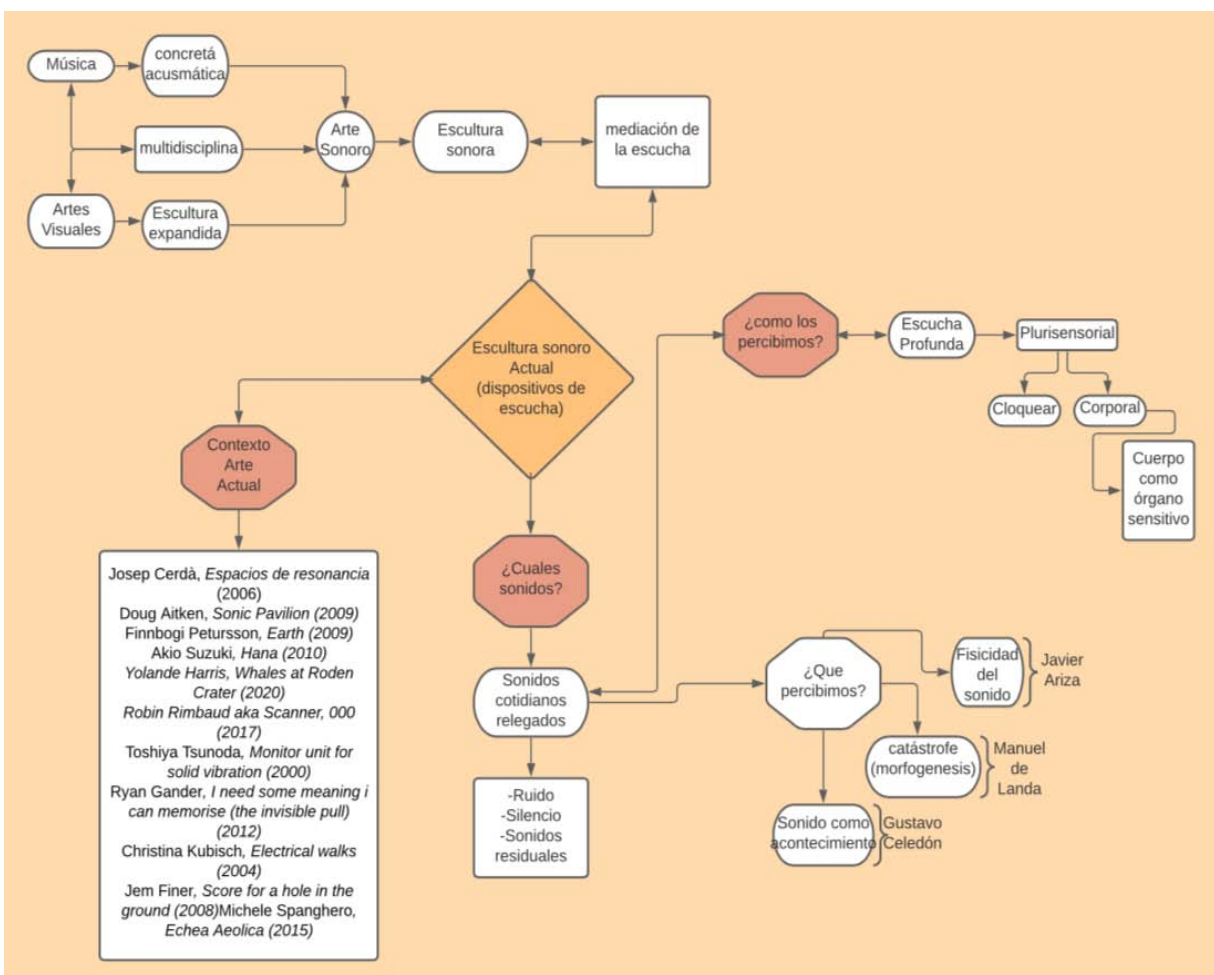 Música
concretá
acusmática
multidisciplina
Artes
Visuales
Escultura
expandida
Arte
Sonoro
Escultura
sonora
mediación de
la escucha
Escultura sonoro
Actual
(dispositivos de
escucha)
¿como los
percibimos?
Escucha
Profunda
Plurisensorial
Cloquear
Corporal
Cuerpo
como
órgano
sensitivo
Contexto
Arte
Actual
Josep Cerdà, Espacios de resonancia
(2006)
Doug Aitken, Sonic Pavilion (2009)
Finnbogi Petursson, Earth (2009)
Akio Suzuki, Hana (2010)
Yolande Harris, Whales at Roden
Crater (2020)
Robin Rimbaud aka Scanner, 000
(2017)
Toshiya Tsunoda, Monitor unit for
solid vibration (2000)
Ryan Gander, I need some meaning i
can memorise (the invisible pull)
(2012)
Christina Kubisch, Electrical walks
(2004)
Jem Finer, Score for a hole in the
ground (2008)Michele Spanghero,
Echea Aeolica (2015)
¿Cuales
sonidos?
Sonidos
cotidianos
relegados
-Ruido
-Silencio
-Sonidos
residuales
¿Que
percibimos?
Fisicidad
del
sonido
Javier
Ariza
catástrofe
(morfogenesis)
Manuel
de
Landa
Sonido como
acontecimiento
Gustavo
Celedón